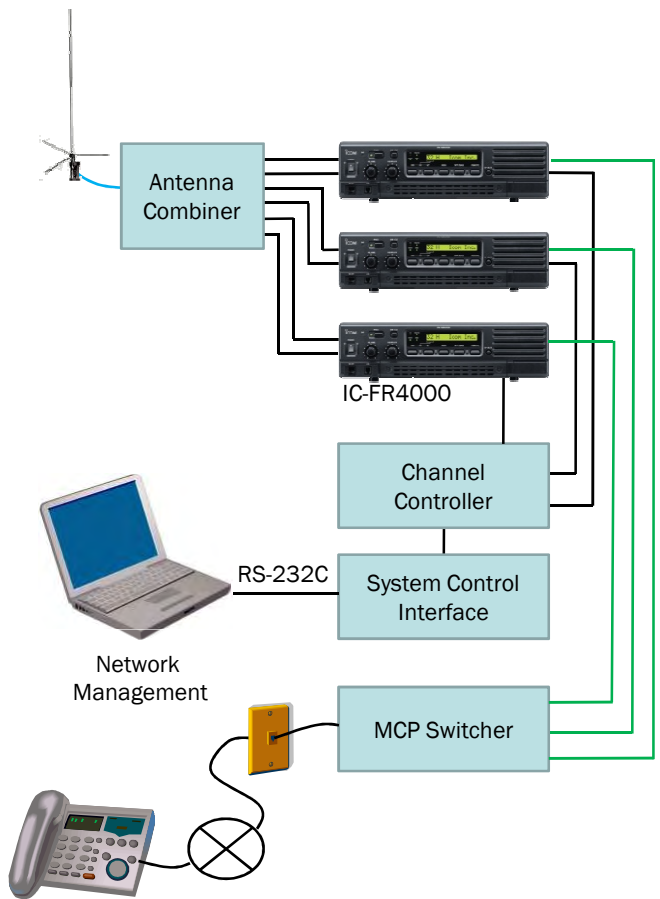 Antenna
Combiner
IC-FR4000
Channel
Controller
RS-232C
System Control
Interface
Network
Management
MCP Switcher